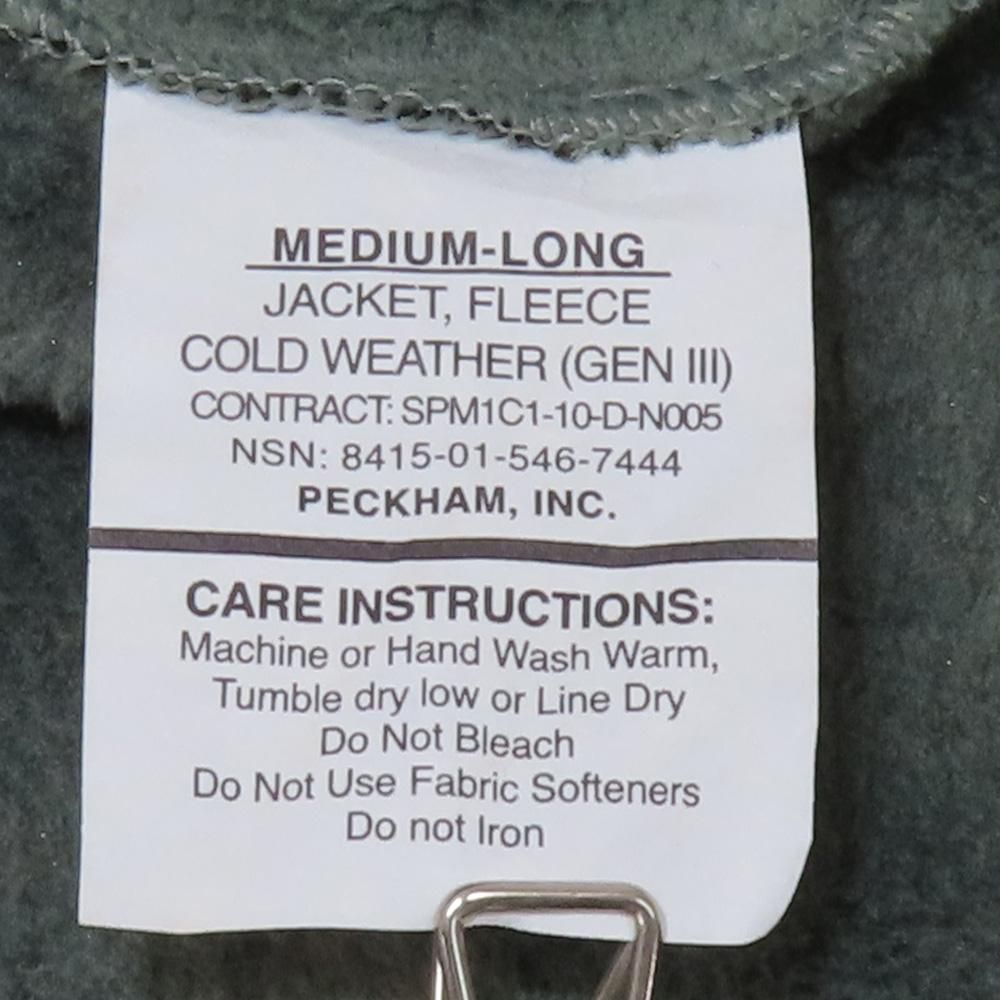 MEDIUM-LONG
JACKET, FLEECE
COLD WEATHER (GEN III)
CONTRACT: SPM1C1-10-D-N005
NSN: 8415-01-546-7444
PECKHAM, INC.
CARE INSTRUCTIONS:
Machine or Hand Wash Warm,
Tumble dry low or Line Dry
Do Not Bleach
Do Not Use Fabric Softeners
Do not Iron